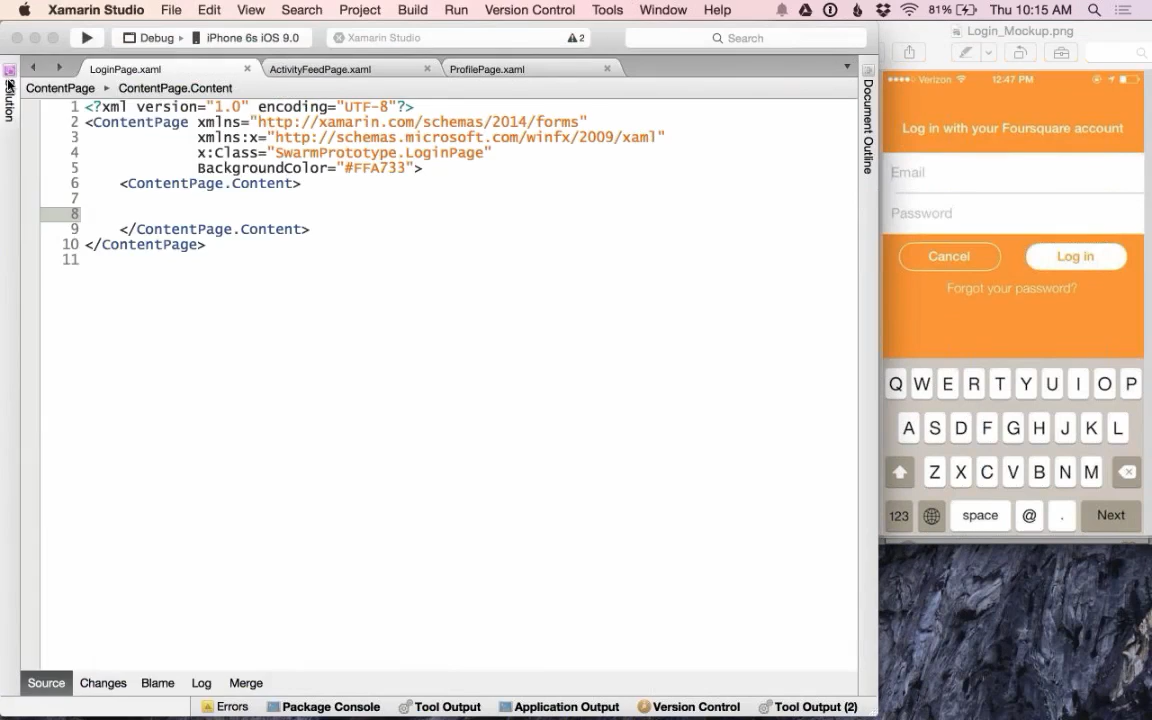 Xamarin Studio File Edit View Search Project Build Run Version Control Tools Window Help 81% Thu 10:15 AM
Debug iPhone 6s iOS 9.0 Xamarin Studio 2 Search
Login_Mockup.png
LoginPage.xaml ActivityFeedPage.xaml ProfilePage.xaml
ContentPage ContentPage.Content
Document Outline
1 <?xml version="1.0" encoding="UTF-8"?>
2 <ContentPage xmlns="http://xamarin.com/schemas/2014/forms"
3 xmlns:x="http://schemas.microsoft.com/winfx/2009/xaml"
4 x:Class="SwarmPrototype.LoginPage"
5 BackgroundColor="#FFA733">
6 <ContentPage.Content>
7
8
9 </ContentPage.Content>
10 </ContentPage>
11
Verizon 12:47 PM
Log in with your Foursquare account
Email
Password
Cancel Log in
Forgot your password?
Q W E R T Y U I O P
A S D F G H J K L
Z X C V B N M
123 space @ . Next
Source Changes Blame Log Merge
Errors Package Console Tool Output Application Output Version Control Tool Output (2)